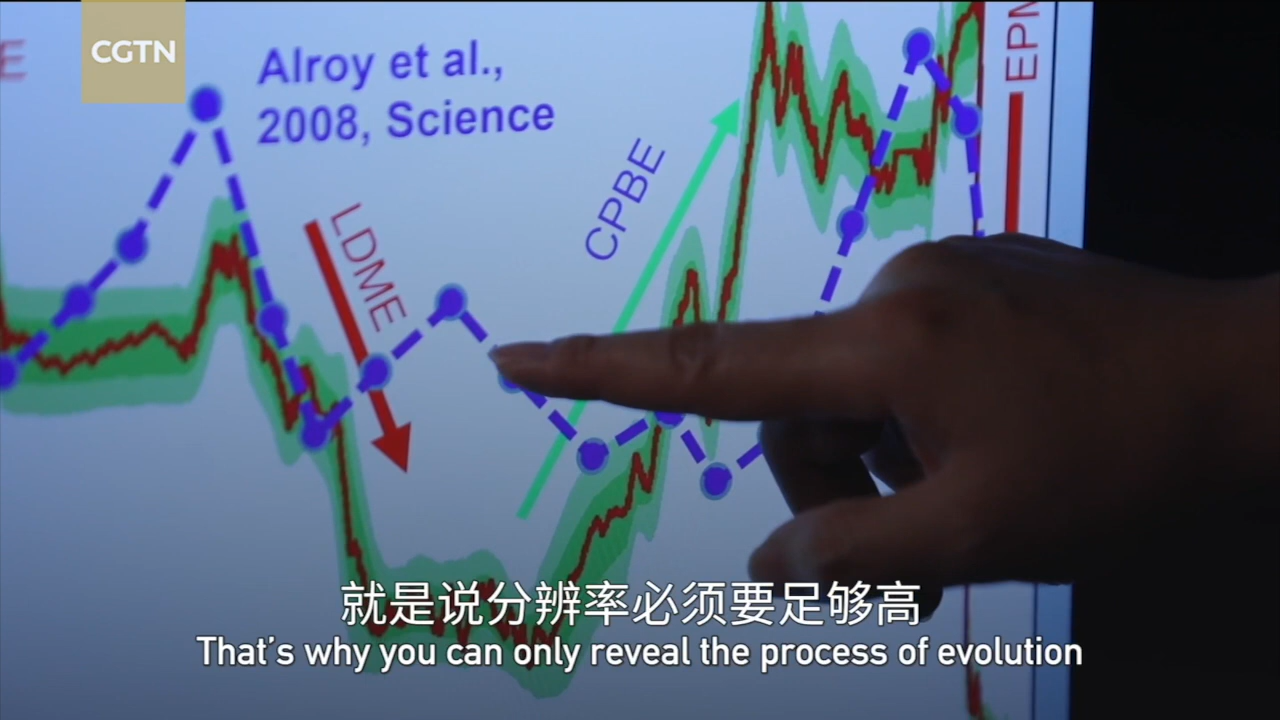 CGTN
E
Alroy et al.,
2008, Science
LDME
CPBE
EPM
就是说分辨率必须要足够高
That's why you can only reveal the process of evolution